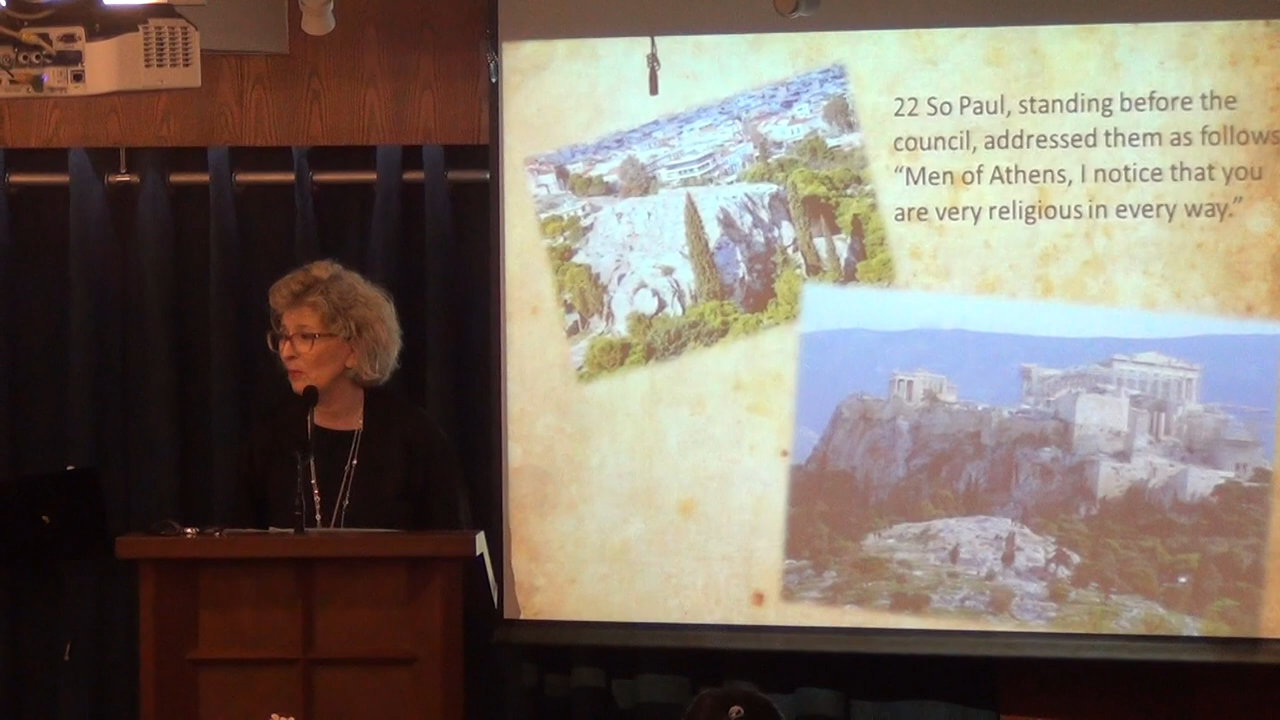 22 So Paul, standing before the
council, addressed them as follows
“Men of Athens, I notice that you
are very religious in every way.”